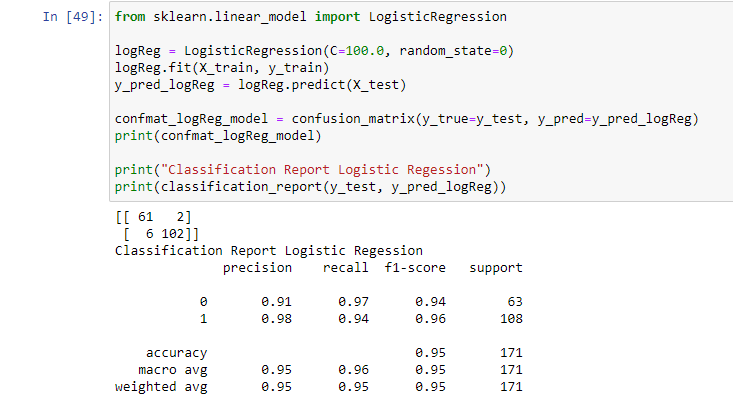 In [49]: from sklearn.linear_model import LogisticRegression
logReg = LogisticRegression(C=100.0, random_state=0)
logReg.fit(X_train, y_train)
y_pred_logReg = logReg.predict(X_test)
confmat_logReg_model = confusion_matrix(y_true=y_test, y_pred=y_pred_logReg)
print(confmat_logReg_model)
print("Classification Report Logistic Regession")
print(classification_report(y_test, y_pred_logReg))
[[ 61   2]
 [  6 102]]
Classification Report Logistic Regession
              precision    recall  f1-score   support
           0       0.91      0.97      0.94        63
           1       0.98      0.94      0.96       108
    accuracy                           0.95       171
   macro avg       0.95      0.96      0.95       171
weighted avg       0.95      0.95      0.95       171